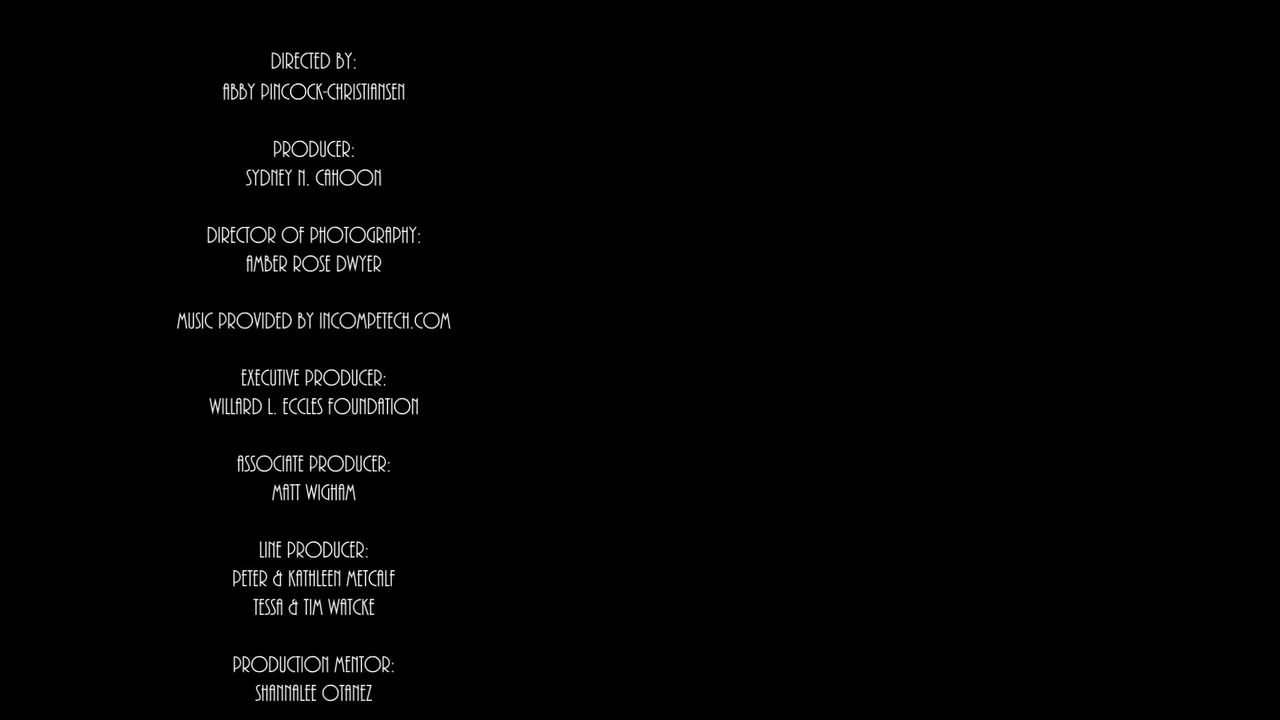 DIRECTED BY:
ABBY PINCOCK-CHRISTIANSEN
PRODUCER:
SYDNEY N. CAHOON
DIRECTOR OF PHOTOGRAPHY:
AMBER ROSE DWYER
MUSIC PROVIDED BY INCOMPETECH.COM
EXECUTIVE PRODUCER:
WILLARD L. ECCLES FOUNDATION
ASSOCIATE PRODUCER:
MATT WIGHAM
LINE PRODUCER:
PETER & KATHLEEN METCALF
TESSA & TIM WATCKE
PRODUCTION MENTOR:
SHANNALEE OTANEZ